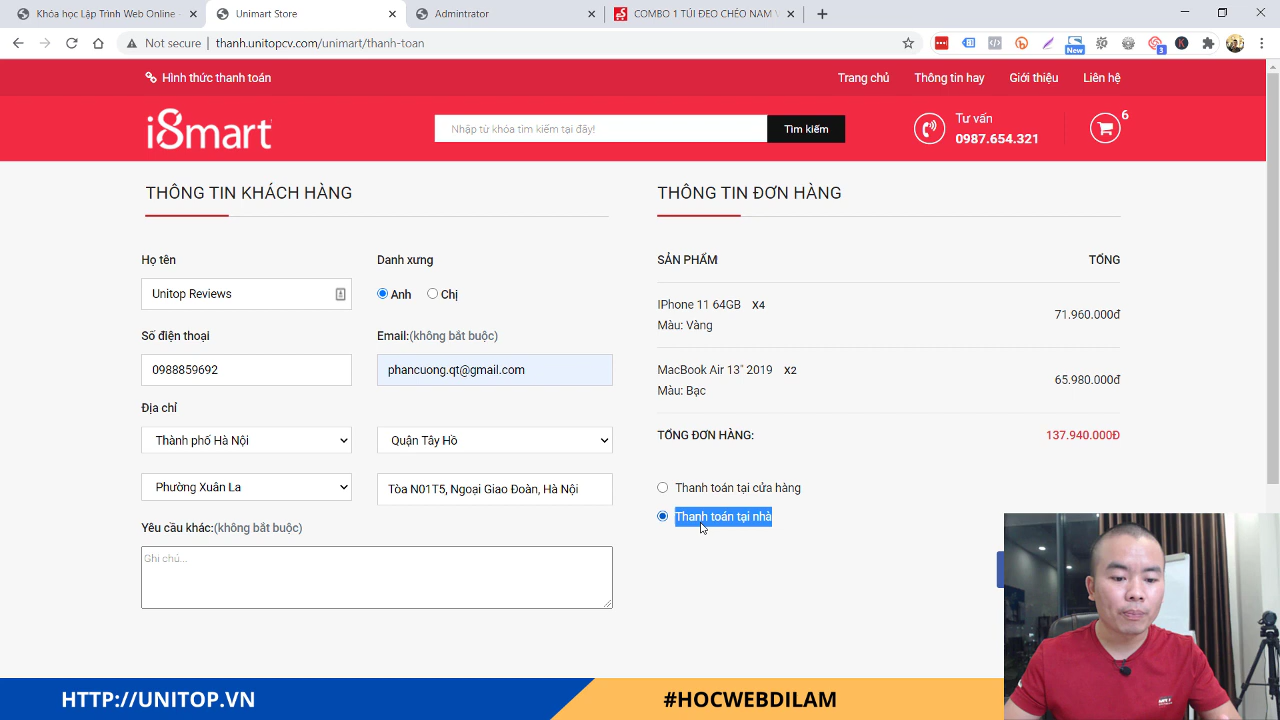 Khóa học Lập Trình Web Online
Unimart Store
Admintrator
COMBO 1 TÚI ĐEO CHÉO NAM V
Not secure
thanh.unitopcv.com/unimart/thanh-toan
New
3
Hình thức thanh toán
Trang chủ
Thông tin hay
Giới thiệu
Liên hệ
iSmart
Nhập từ khóa tìm kiếm tại đây!
Tìm kiếm
Tư vấn
0987.654.321
6
THÔNG TIN KHÁCH HÀNG
Họ tên
Danh xưng
Unitop Reviews
Anh
Chị
Số điện thoại
Email:(không bắt buộc)
0988859692
phancuong.qt@gmail.com
Địa chỉ
Thành phố Hà Nội
Quận Tây Hồ
Phường Xuân La
Tòa N01T5, Ngoại Giao Đoàn, Hà Nội
Yêu cầu khác:(không bắt buộc)
Ghi chú...
THÔNG TIN ĐƠN HÀNG
SẢN PHẨM
TỔNG
IPhone 11 64GB X4
Màu: Vàng
71.960.000đ
MacBook Air 13" 2019 X2
Màu: Bạc
65.980.000đ
TỔNG ĐƠN HÀNG:
137.940.000Đ
Thanh toán tại cửa hàng
Thanh toán tại nhà
HTTP://UNITOP.VN
#HOCWEBDILAM